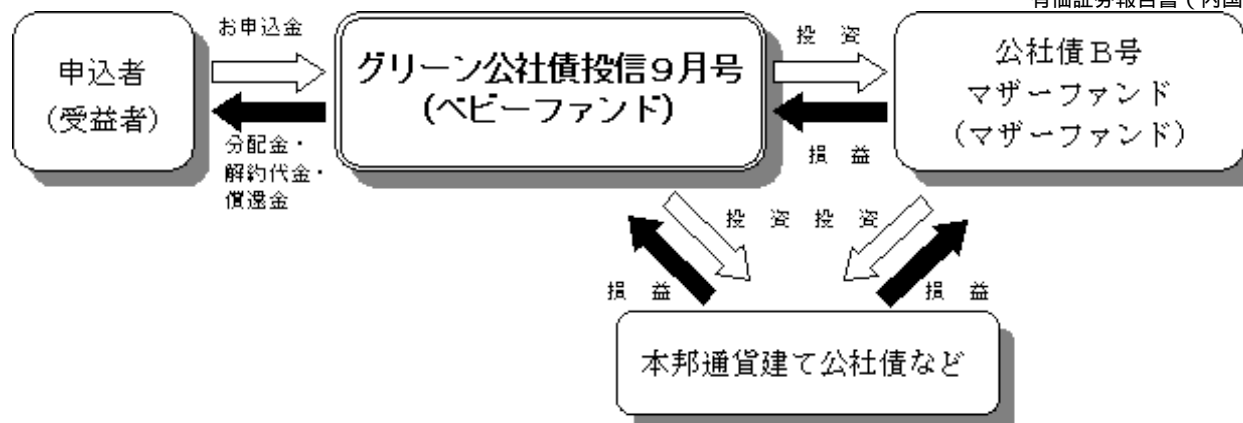 有価証券報告書(内国
お申込金
申込者
(受益者)
分配金・
解約代金・
償還金
グリーン公社債投信9月号
(ベビーファンド)
投資
損益
公社債B号
マザーファンド
(マザーファンド)
投資 投資
損益
損益
本邦通貨建て公社債など